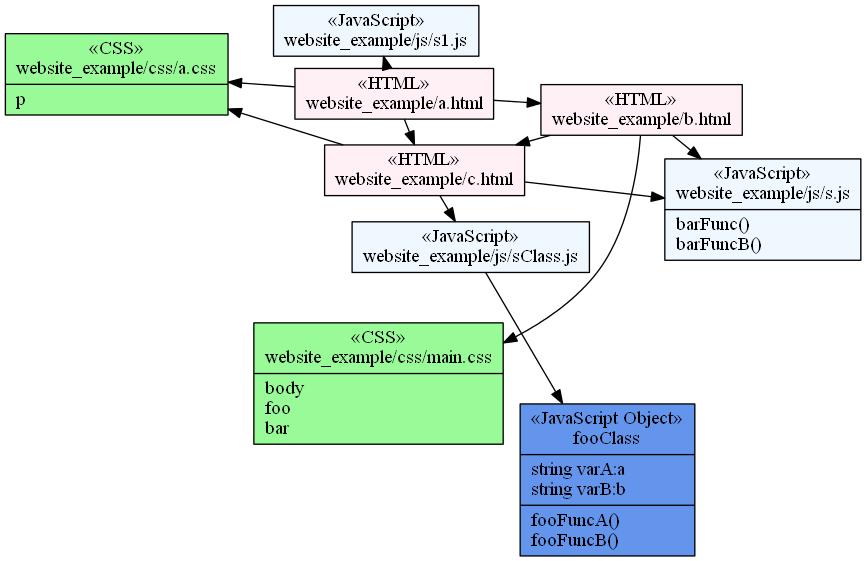 «JavaScript»
website_example/js/s1.js
«CSS»
website_example/css/a.css
p
«HTML»
website_example/a.html
«HTML»
website_example/b.html
«HTML»
website_example/c.html
«JavaScript»
website_example/js/s.js
barFunc()
barFuncB()
«JavaScript»
website_example/js/sClass.js
«CSS»
website_example/css/main.css
body
foo
bar
«JavaScript Object»
fooClass
string varA:a
string varB:b
fooFuncA()
fooFuncB()